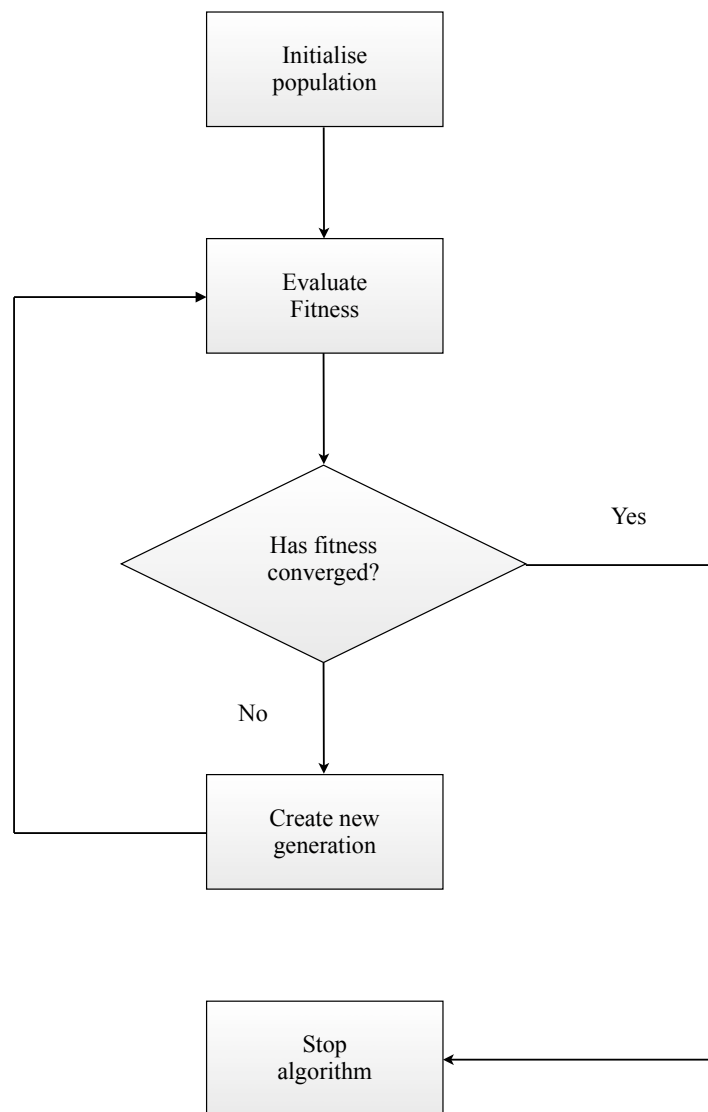 Initialise
population
Evaluate
Fitness
Has fitness
converged?
Yes
No
Create new
generation
Stop
algorithm